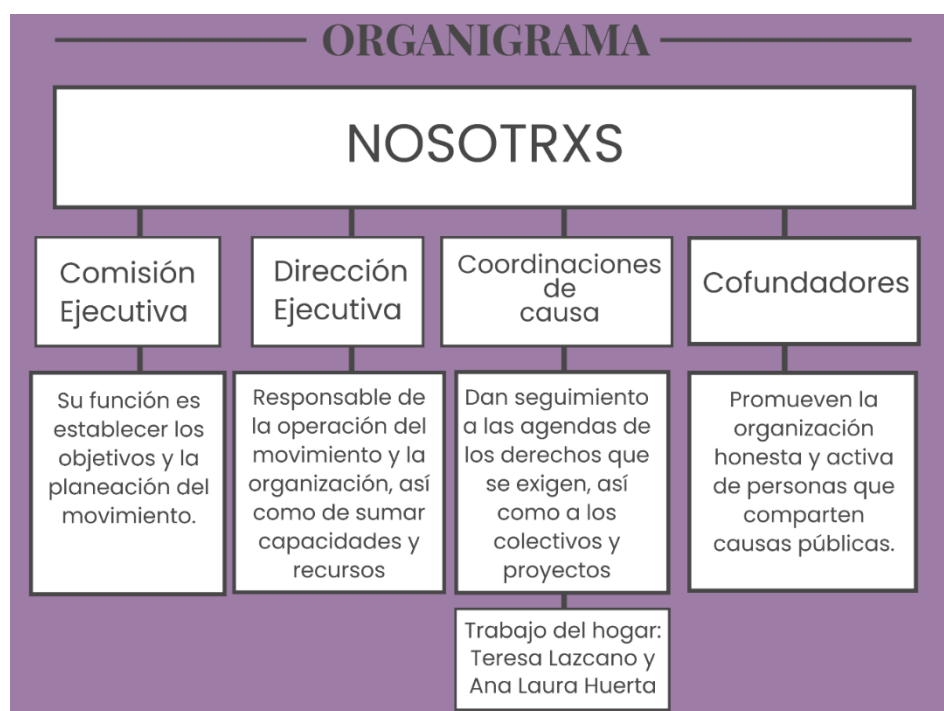 ORGANIGRAMA
NOSOTRXS
Comisión
Ejecutiva
Su función es
establecer los
objetivos y la
planeación del
movimiento.
Dirección
Ejecutiva
Responsable de
la operación del
movimiento y la
organización, así
como de sumar
capacidades y
recursos
Coordinaciones
de
causa
Dan seguimiento
a las agendas de
los derechos que
se exigen, así
como a los
colectivos y
proyectos
Trabajo del hogar:
Teresa Lazcano y
Ana Laura Huerta
Cofundadores
Promueven la
organización
honesta y activa
de personas que
comparten
causas públicas.